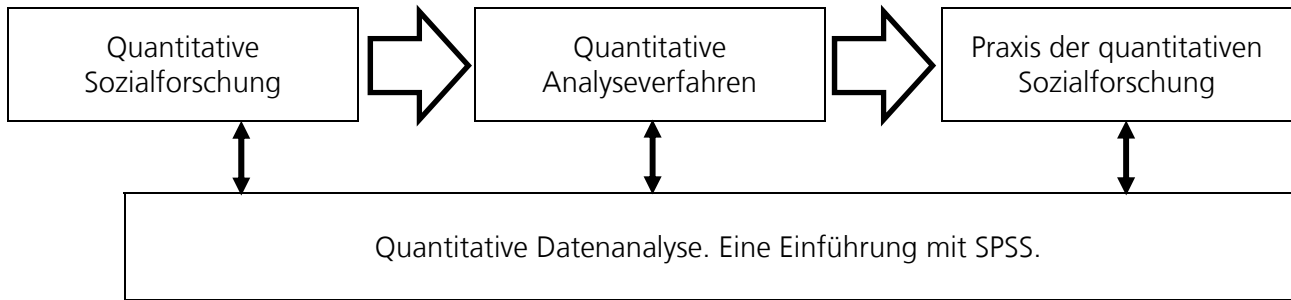 Quantitative
Sozialforschung
Quantitative
Analyseverfahren
Praxis der quantitativen
Sozialforschung
Quantitative Datenanalyse. Eine Einführung mit SPSS.